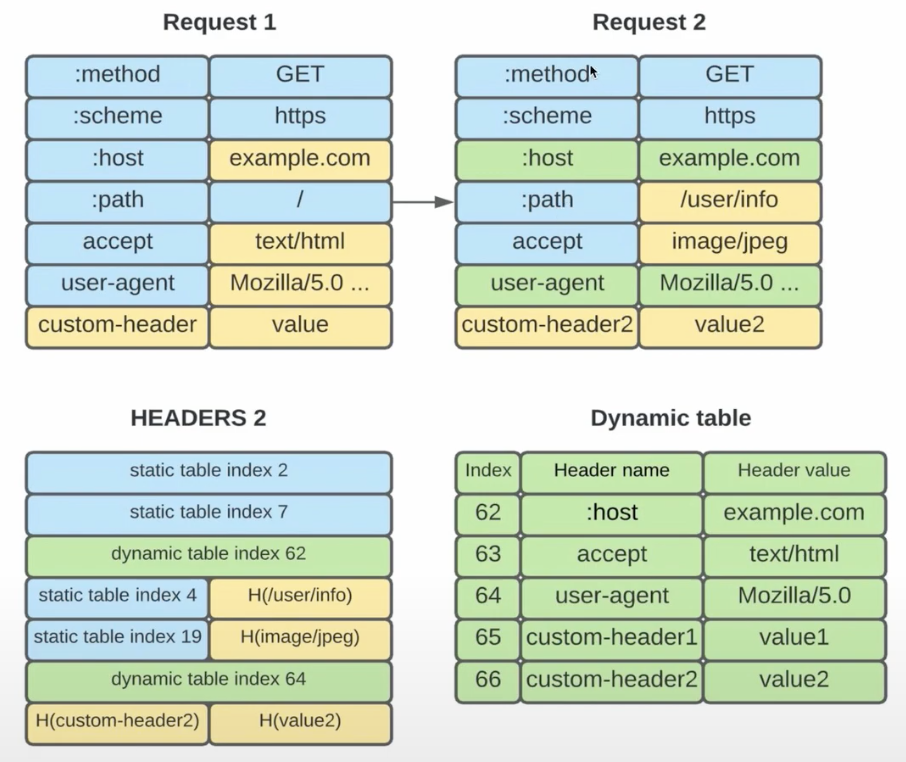 Request 1
:method GET
:scheme https
:host example.com
:path /
accept text/html
user-agent Mozilla/5.0 ...
custom-header value
Request 2
:method GET
:scheme https
:host example.com
:path /user/info
accept image/jpeg
user-agent Mozilla/5.0 ...
custom-header2 value2
HEADERS 2
static table index 2
static table index 7
dynamic table index 62
static table index 4 H(/user/info)
static table index 19 H(image/jpeg)
dynamic table index 64
H(custom-header2) H(value2)
Dynamic table
Index Header name Header value
62 :host example.com
63 accept text/html
64 user-agent Mozilla/5.0
65 custom-header1 value1
66 custom-header2 value2